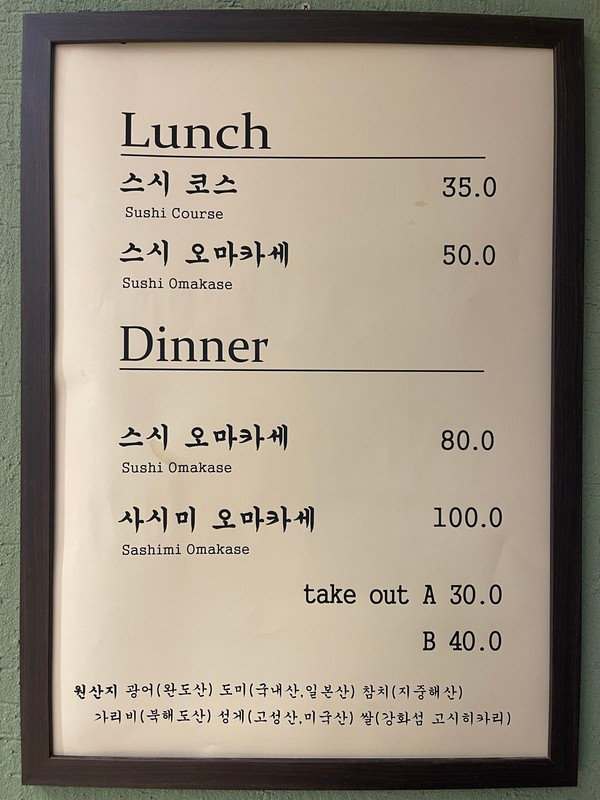 Lunch
스시 코스 35.0
Sushi Course
스시 오마카세 50.0
Sushi Omakase
Dinner
스시 오마카세 80.0
Sushi Omakase
사시미 오마카세 100.0
Sashimi Omakase
take out A 30.0
B 40.0
원산지 광어(완도산) 도미(국내산,일본산) 참치(지중해산)
가리비(북해도산) 성게(고성산,미국산) 쌀(강화섬 고시히카리)